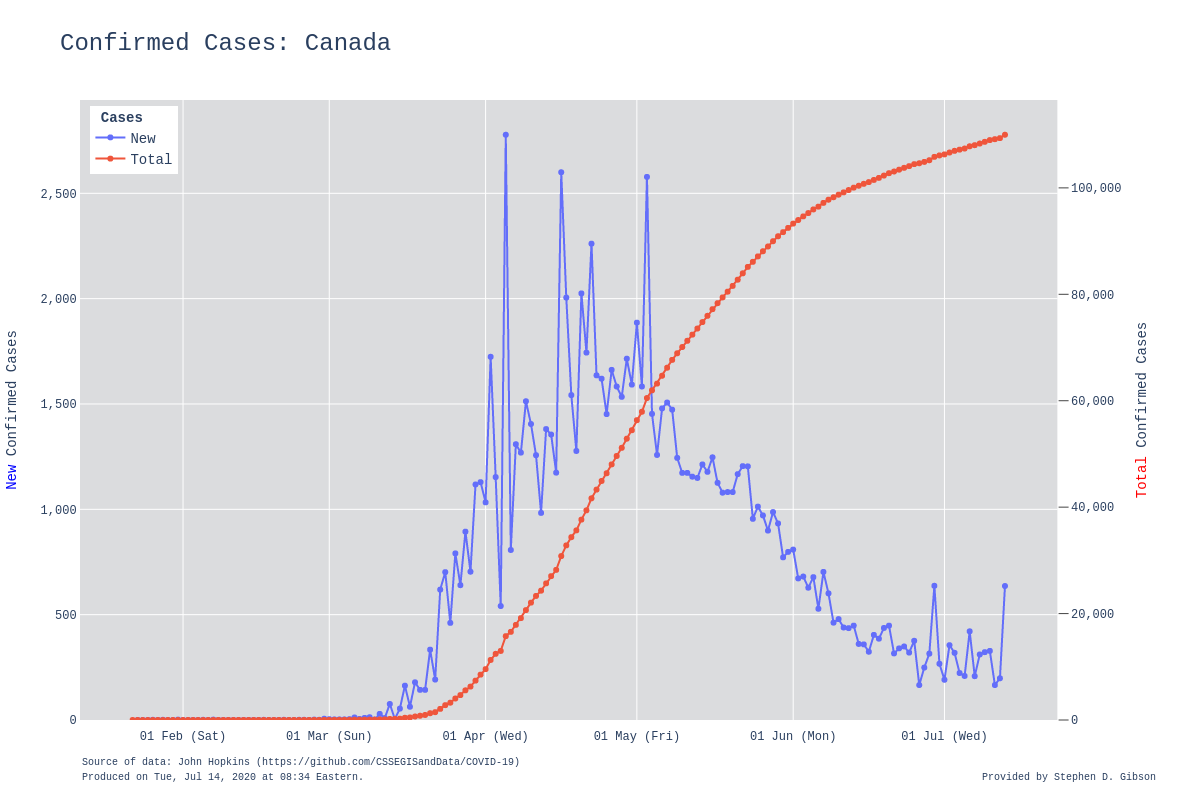 Confirmed Cases: Canada
Cases
New
Total
2,500
2,000
1,500
1,000
500
0
100,000
80,000
60,000
40,000
20,000
0
New Confirmed Cases
Total Confirmed Cases
01 Feb (Sat)
01 Mar (Sun)
01 Apr (Wed)
01 May (Fri)
01 Jun (Mon)
01 Jul (Wed)
Source of data: John Hopkins (https://github.com/CSSEGISandData/COVID-19)
Produced on Tue, Jul 14, 2020 at 08:34 Eastern.
Provided by Stephen D. Gibson